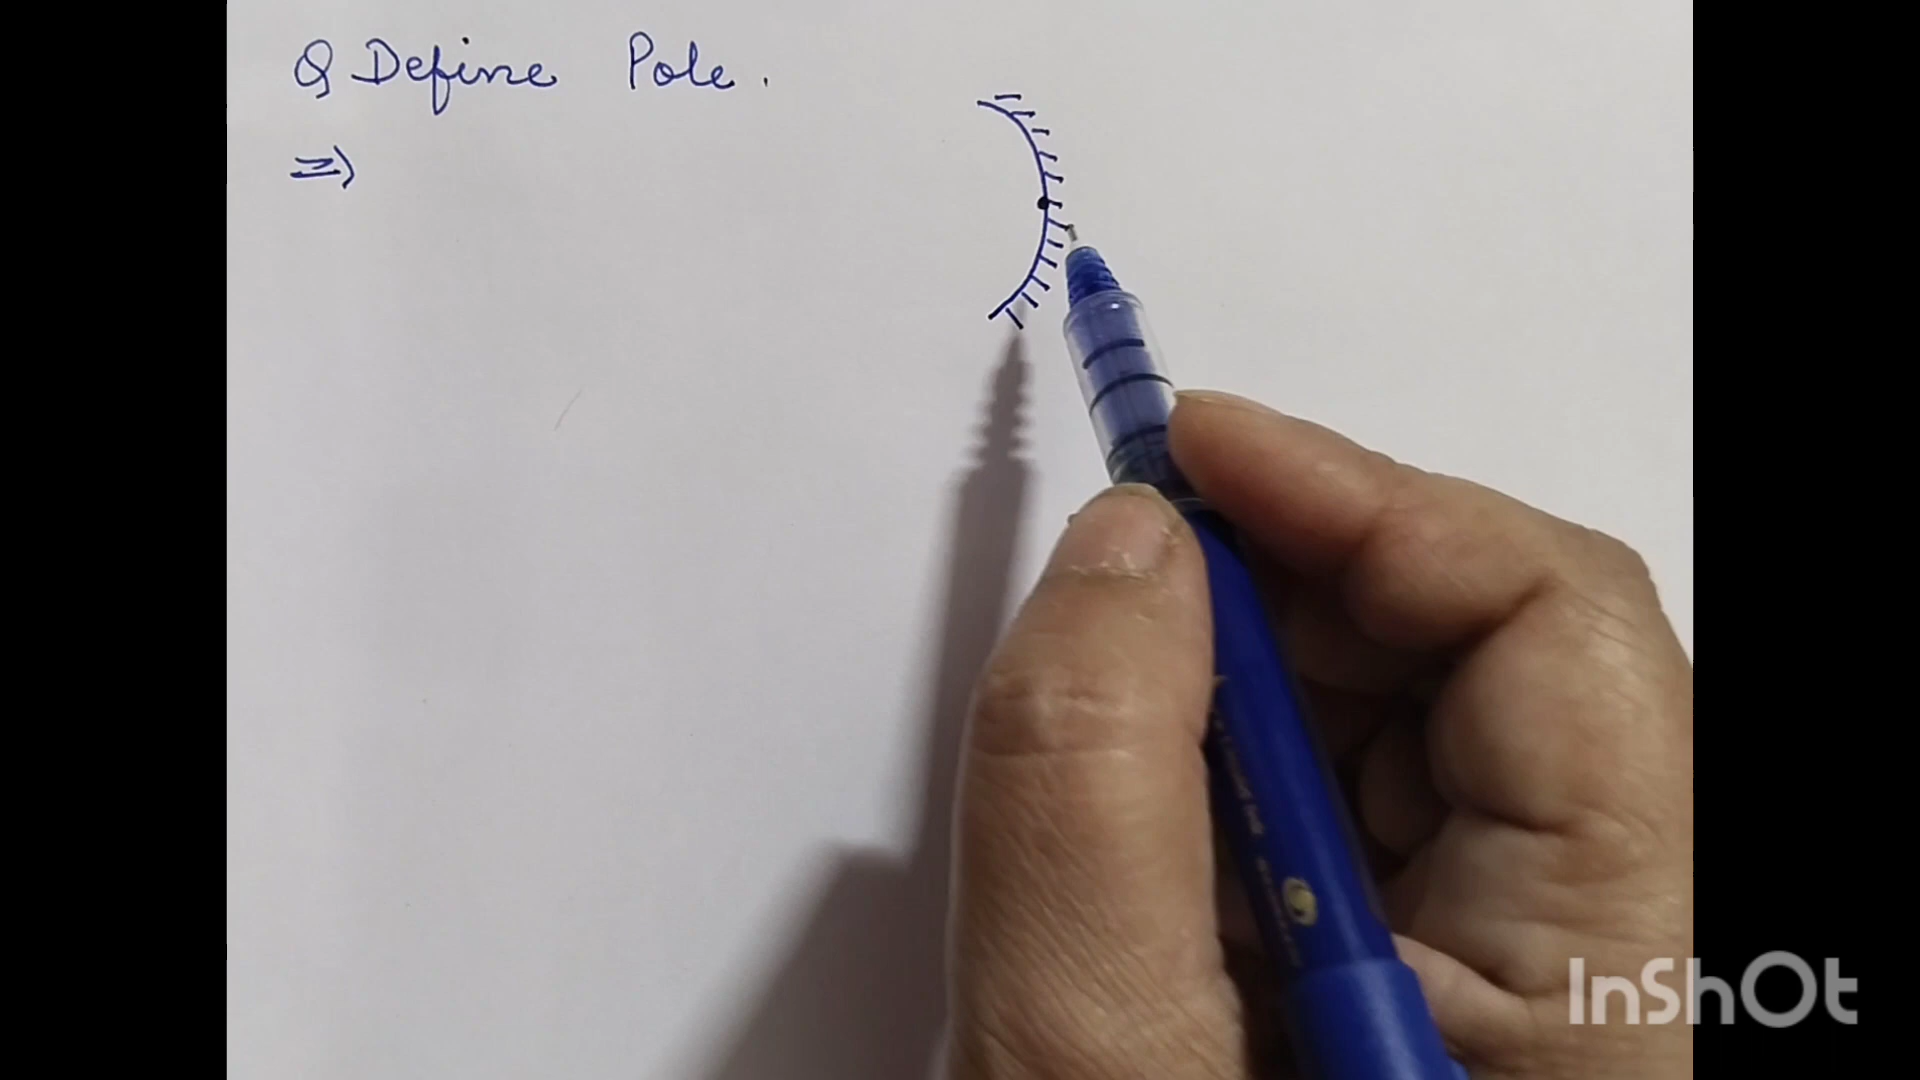 Q Define Pole.
⇒
InShOt